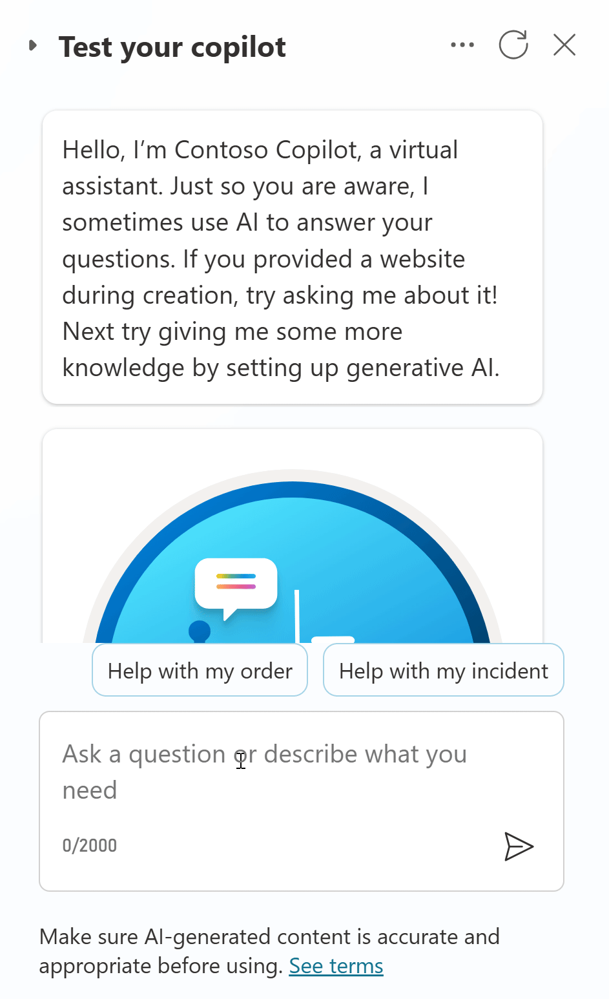 Test your copilot
Hello, I’m Contoso Copilot, a virtual
assistant. Just so you are aware, I
sometimes use AI to answer your
questions. If you provided a website
during creation, try asking me about it!
Next try giving me some more
knowledge by setting up generative AI.
Help with my order
Help with my incident
Ask a question or describe what you
need
0/2000
Make sure AI-generated content is accurate and
appropriate before using. See terms